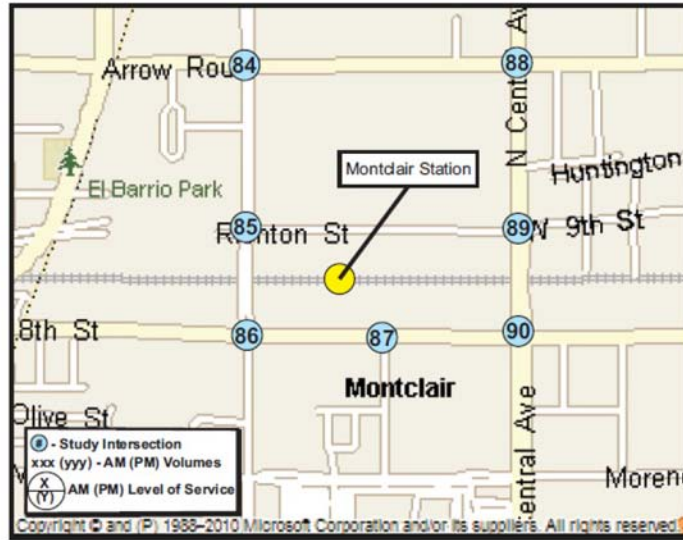 84
88
Arrow Rou
N Cent
Av
Montclair Station
Huntington
El Barrio Park
85
89
N 9th St
8th St
86
87
90
Montclair
Olive St
entral Ave
Moren
# - Study Intersection
xxx (yyy) - AM (PM) Volumes
X
(Y)
AM (PM) Level of Service
Copyright © and (P) 1988–2010 Microsoft Corporation and/or its suppliers. All rights reserved.